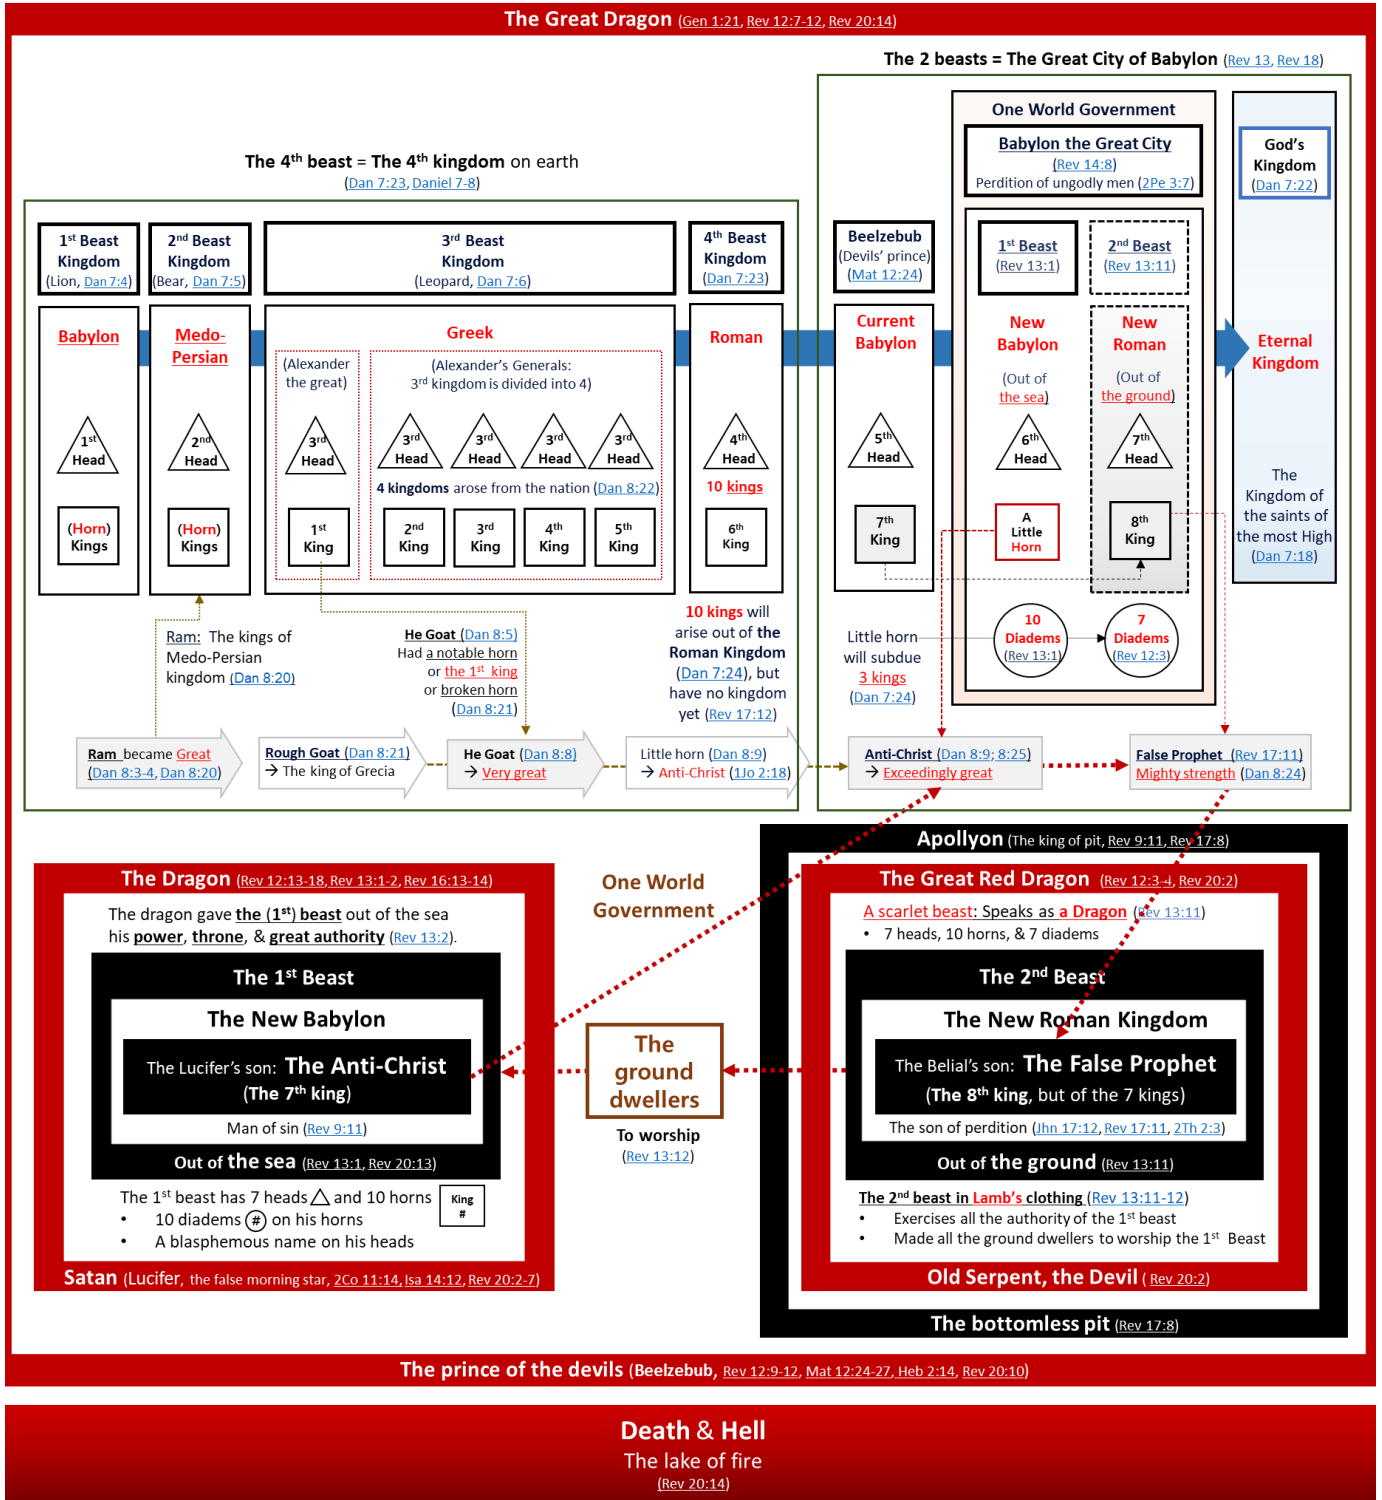 The Great Dragon (Gen 1:21, Rev 12:7-12, Rev 20:14)
The 2 beasts = The Great City of Babylon (Rev 13, Rev 18)
The 4th beast = The 4th kingdom on earth
(Dan 7:23, Daniel 7-8)
1st Beast
Kingdom
(Lion, Dan 7:4)
2nd Beast
Kingdom
(Bear, Dan 7:5)
3rd Beast
Kingdom
(Leopard, Dan 7:6)
4th Beast
Kingdom
(Dan 7:23)
Babylon
1st
Head
(Horn)
Kings
Medo-
Persian
2nd
Head
(Horn)
Kings
Greek
(Alexander
the great)
3rd
Head
1st
King
(Alexander's Generals:
3rd kingdom is divided into 4)
3rd
Head
3rd
Head
3rd
Head
3rd
Head
4 kingdoms arose from the nation (Dan 8:22)
2nd
King
3rd
King
4th
King
5th
King
Roman
4th
Head
10 kings
6th
King
Beelzebub
(Devils' prince)
(Mat 12:24)
Current
Babylon
5th
Head
7th
King
One World Government
Babylon the Great City
(Rev 14:8)
Perdition of ungodly men (2Pe 3:7)
1st Beast
(Rev 13:1)
2nd Beast
(Rev 13:11)
New
Babylon
(Out of
the sea)
6th
Head
A
Little
Horn
10
Diadems
(Rev 13:1)
New
Roman
(Out of
the ground)
7th
Head
8th
King
7
Diadems
(Rev 12:3)
God's
Kingdom
(Dan 7:22)
Eternal
Kingdom
The
Kingdom of
the saints of
the most High
(Dan 7:18)
Ram: The kings of
Medo-Persian
kingdom (Dan 8:20)
He Goat (Dan 8:5)
Had a notable horn
or the 1st king
or broken horn
(Dan 8:21)
10 kings will
arise out of the
Roman Kingdom
(Dan 7:24), but
have no kingdom
yet (Rev 17:12)
Little horn
will subdue
3 kings
(Dan 7:24)
Ram became Great
(Dan 8:3-4, Dan 8:20)
Rough Goat (Dan 8:21)
→ The king of Grecia
He Goat (Dan 8:8)
→ Very great
Little horn (Dan 8:9)
→ Anti-Christ (1Jo 2:18)
Anti-Christ (Dan 8:9; 8:25)
→ Exceedingly great
False Prophet (Rev 17:11)
Mighty strength (Dan 8:24)
The Dragon (Rev 12:13-18, Rev 13:1-2, Rev 16:13-14)
The dragon gave the (1st) beast out of the sea
his power, throne, & great authority (Rev 13:2).
The 1st Beast
The New Babylon
The Lucifer's son: The Anti-Christ
(The 7th king)
Man of sin (Rev 9:11)
Out of the sea (Rev 13:1, Rev 20:13)
The 1st beast has 7 heads △ and 10 horns
King
#
• 10 diadems (#) on his horns
• A blasphemous name on his heads
Satan (Lucifer, the false morning star, 2Co 11:14, Isa 14:12, Rev 20:2-7)
One World
Government
The
ground
dwellers
To worship
(Rev 13:12)
Apollyon (The king of pit, Rev 9:11, Rev 17:8)
The Great Red Dragon (Rev 12:3-4, Rev 20:2)
A scarlet beast: Speaks as a Dragon (Rev 13:11)
• 7 heads, 10 horns, & 7 diadems
The 2nd Beast
The New Roman Kingdom
The Belial's son: The False Prophet
(The 8th king, but of the 7 kings)
The son of perdition (Jhn 17:12, Rev 17:11, 2Th 2:3)
Out of the ground (Rev 13:11)
The 2nd beast in Lamb's clothing (Rev 13:11-12)
• Exercises all the authority of the 1st beast
• Made all the ground dwellers to worship the 1st Beast
Old Serpent, the Devil ( Rev 20:2)
The bottomless pit (Rev 17:8)
The prince of the devils (Beelzebub, Rev 12:9-12, Mat 12:24-27, Heb 2:14, Rev 20:10)
Death & Hell
The lake of fire
(Rev 20:14)